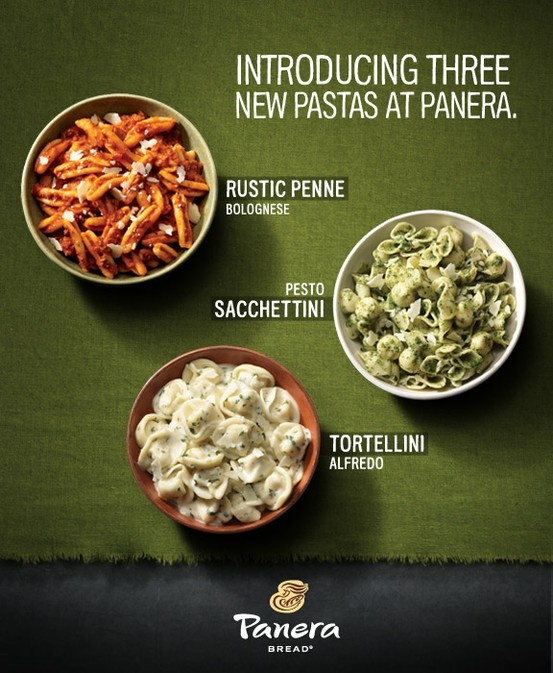 INTRODUCING THREE
NEW PASTAS AT PANERA.
RUSTIC PENNE
BOLOGNESE
PESTO
SACCHETTINI
TORTELLINI
ALFREDO
Panera
BREAD®